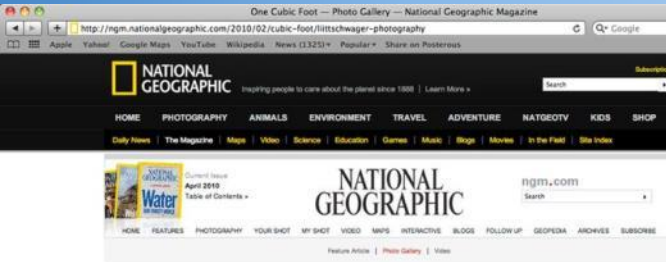 One Cubic Foot — Photo Gallery — National Geographic Magazine
http://ngm.nationalgeographic.com/2010/02/cubic-foot/liittschwager-photography
Google
Apple Yahoo! Google Maps YouTube Wikipedia News (1325) Popular Share on Posterous
NATIONAL
GEOGRAPHIC
Inspiring people to care about the planet since 1888 | Learn More »
Subscriptio
Search
HOME PHOTOGRAPHY ANIMALS ENVIRONMENT TRAVEL ADVENTURE NATGEOTV KIDS SHOP
Daily News | The Magazine | Maps | Video | Science | Education | Games | Music | Blogs | Movies | In the Field | Site Index
Water
Current Issue
April 2010
Table of Contents »
NATIONAL
GEOGRAPHIC
ngm.com
Search
HOME FEATURES PHOTOGRAPHY YOUR SHOT MY SHOT VIDEO MAPS INTERACTIVE BLOGS FOLLOW UP GEOPEDIA ARCHIVES SUBSCRIBE
Feature Article | Photo Gallery | Video